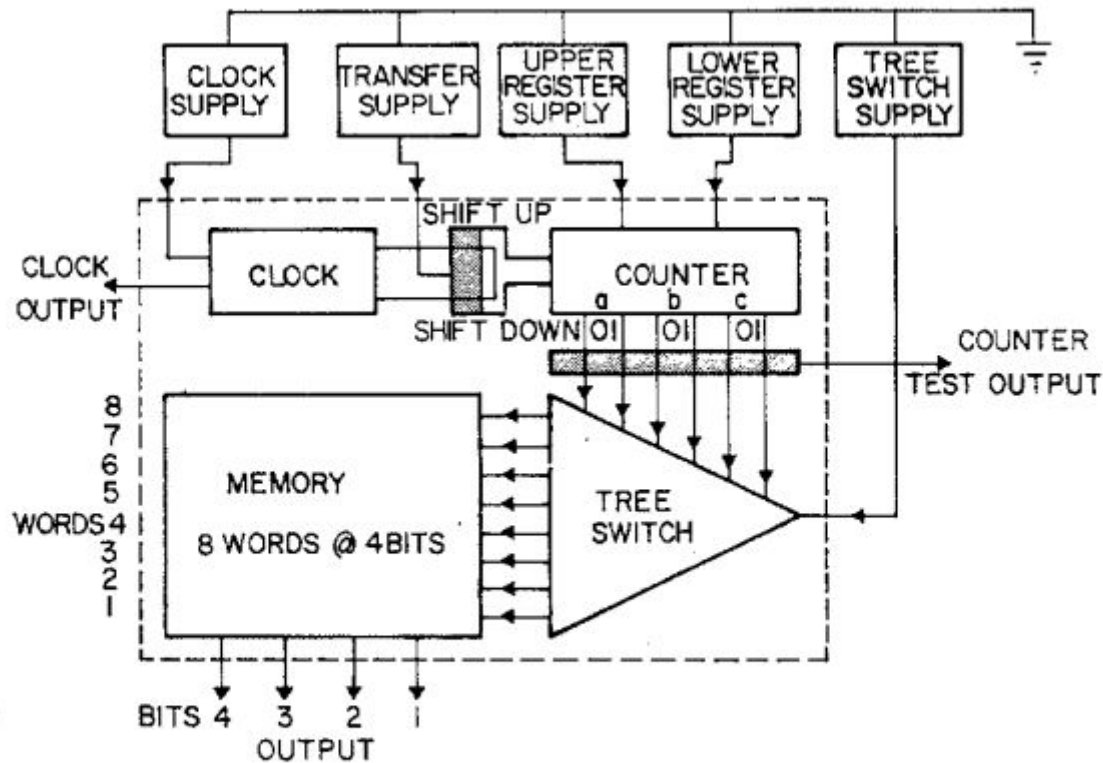 CLOCK SUPPLY
TRANSFER SUPPLY
UPPER REGISTER SUPPLY
LOWER REGISTER SUPPLY
TREE SWITCH SUPPLY
SHIFT UP
CLOCK
COUNTER
a b c
CLOCK OUTPUT
SHIFT DOWN 01 01 01
COUNTER TEST OUTPUT
8
7
6
5
WORDS 4
3
2
1
MEMORY
8 WORDS @ 4BITS
TREE SWITCH
BITS 4 3 2 1
OUTPUT